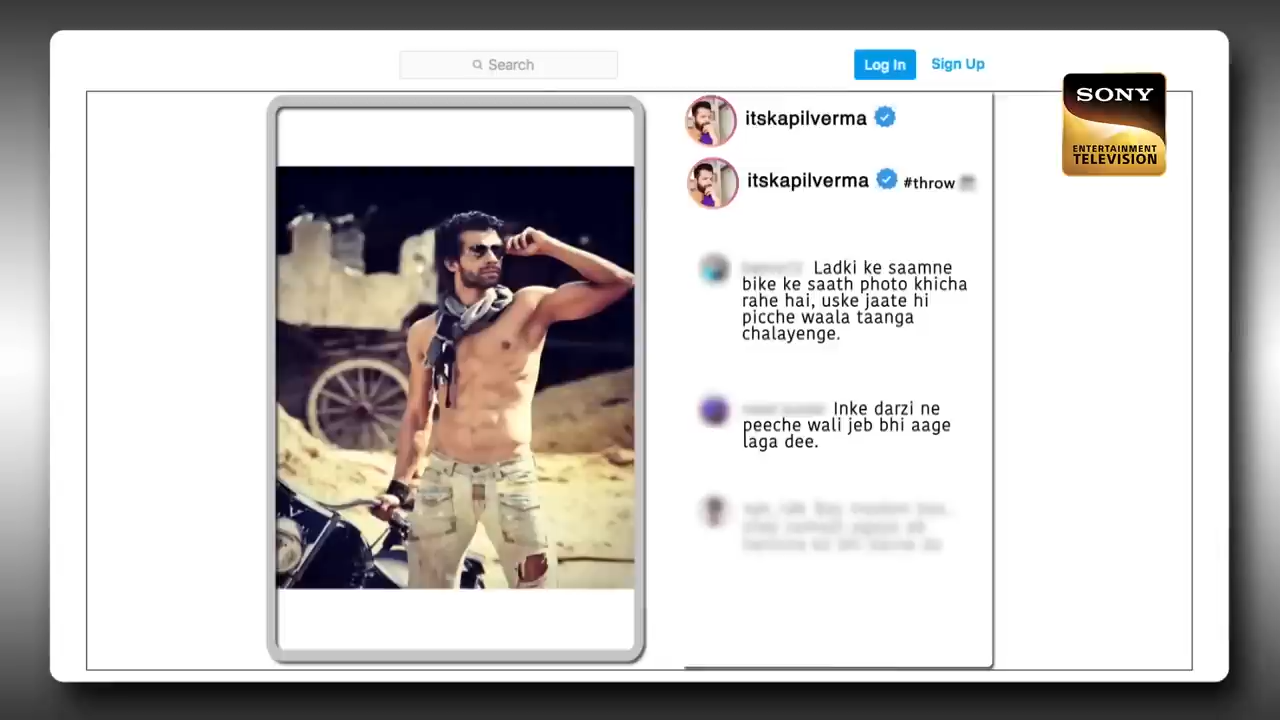 Search
Log In
Sign Up
SONY
ENTERTAINMENT
TELEVISION
itskapilverma
itskapilverma #throw
Ladki ke saamne
bike ke saath photo khicha
rahe hai, uske jaate hi
picche waala taanga
chalayenge.
Inke darzi ne
peeche wali jeb bhi aage
laga dee.